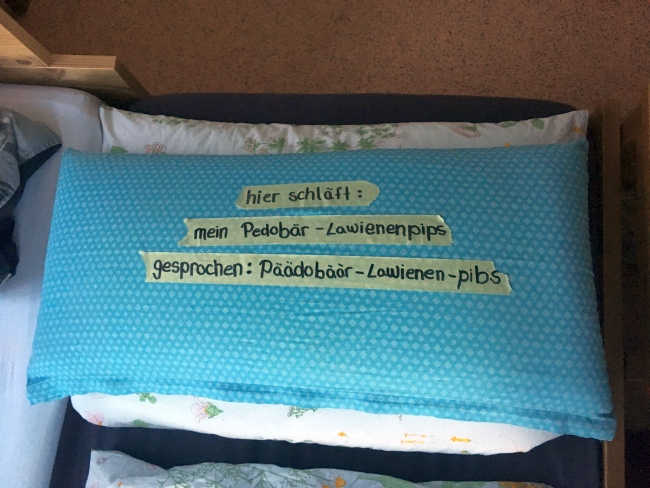 hier schläft:
mein Pedobär-Lawienenpips
gesprochen: Päädobäär-Lawienen-pibs